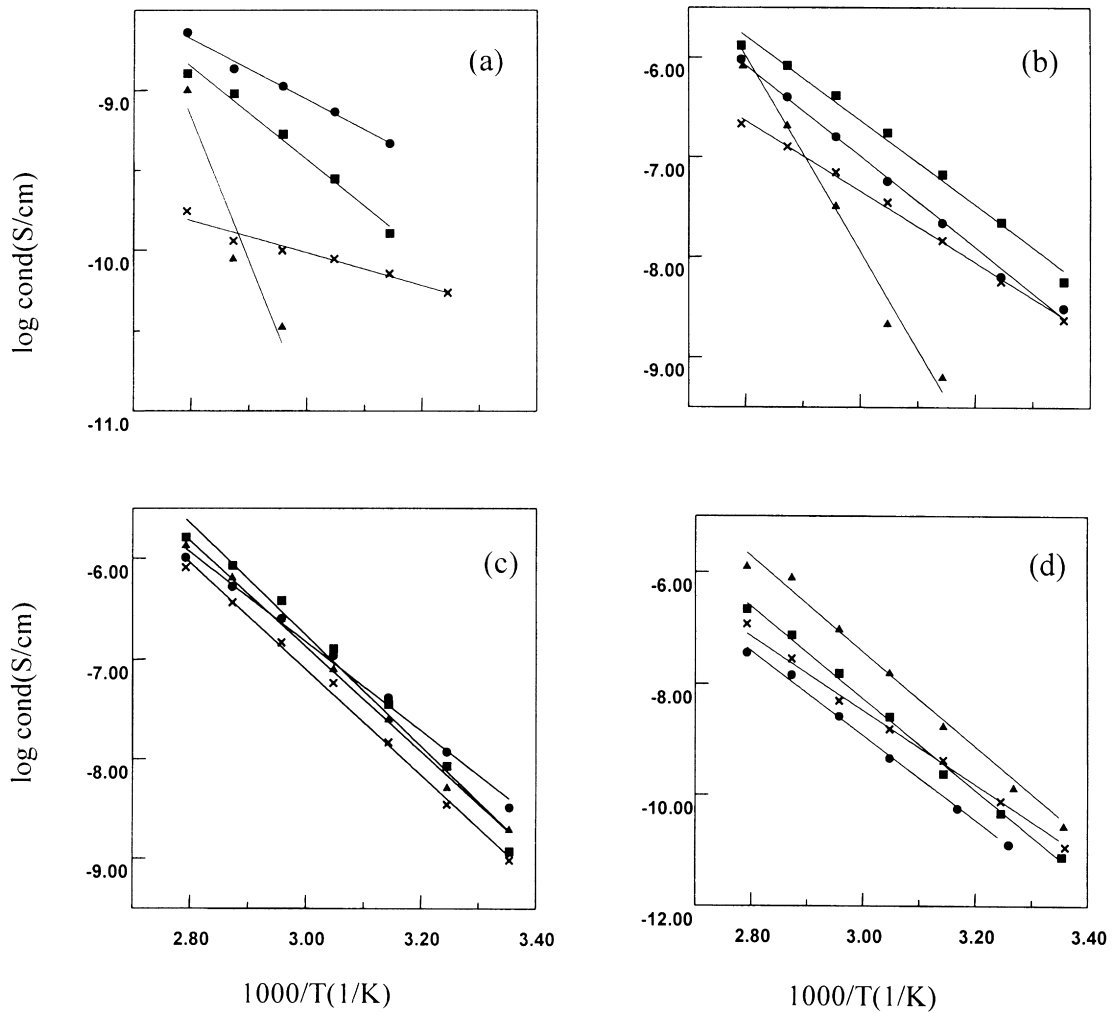 (a)
-9.0
-10.0
-11.0
log cond(S/cm)
(b)
-6.00
-7.00
-8.00
-9.00
(c)
-6.00
-7.00
-8.00
-9.00
log cond(S/cm)
2.80 3.00 3.20 3.40
1000/T(1/K)
(d)
-6.00
-8.00
-10.00
-12.00
2.80 3.00 3.20 3.40
1000/T(1/K)